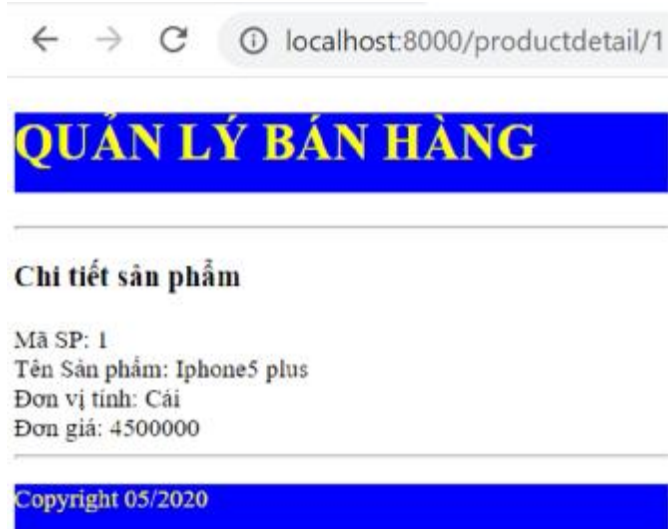 localhost:8000/productdetail/1
QUẢN LÝ BÁN HÀNG
Chi tiết sản phẩm
Mã SP: 1
Tên Sản phẩm: Iphone5 plus
Đơn vị tính: Cái
Đơn giá: 4500000
Copyright 05/2020